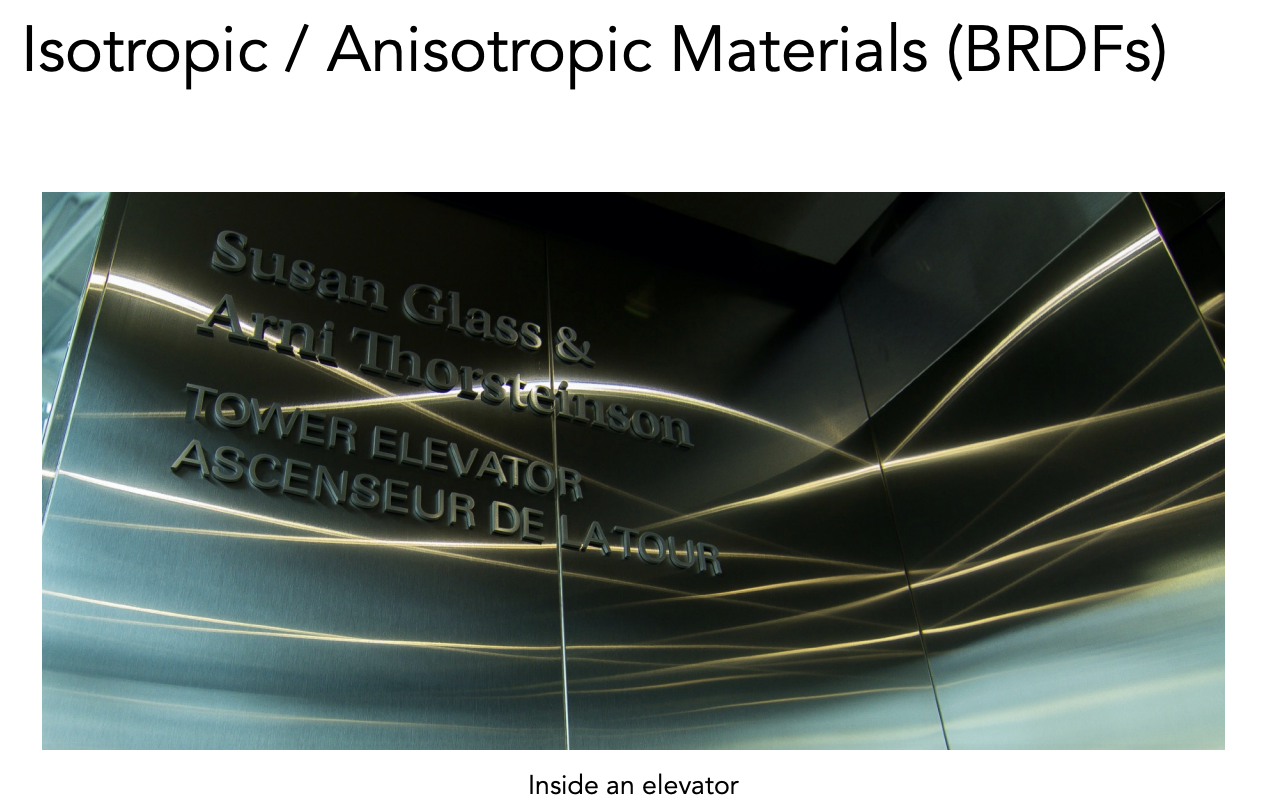 Isotropic / Anisotropic Materials (BRDFs)
Susan Glass &
Arni Thorsteinson
TOWER ELEVATOR
ASCENSEUR DE LATOUR
Inside an elevator